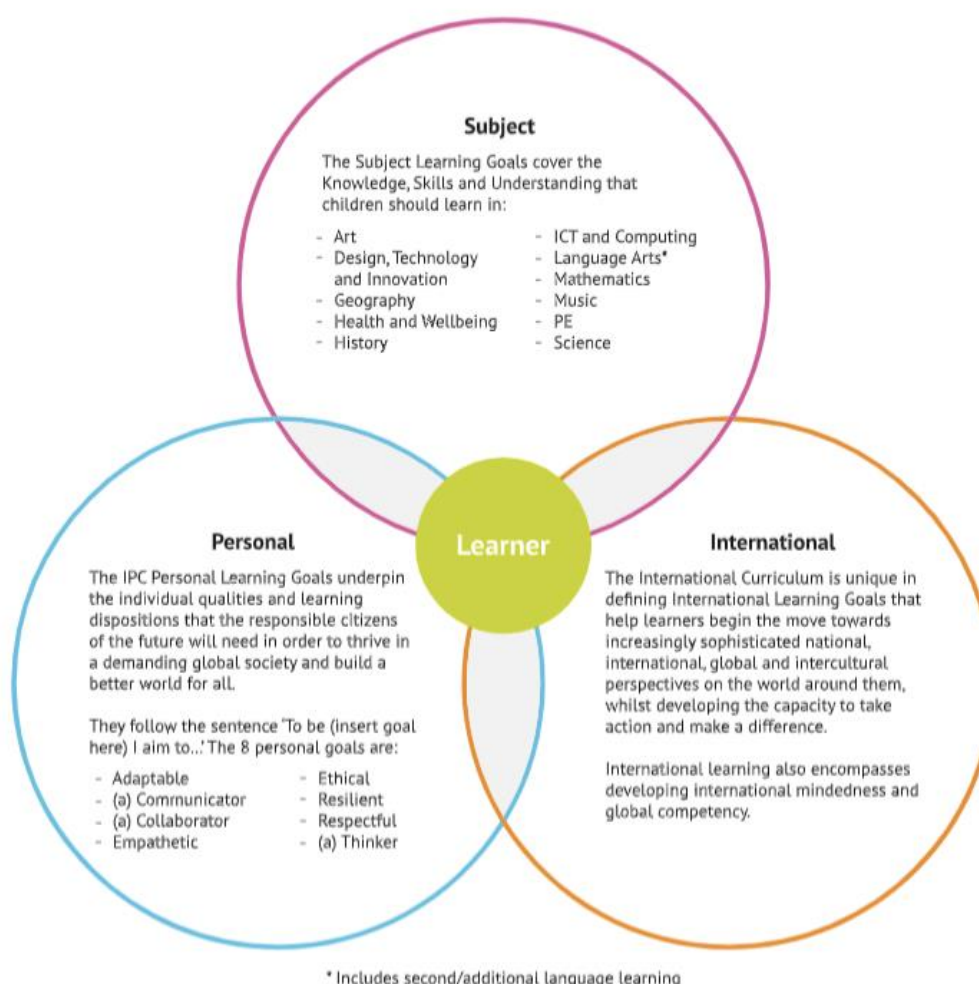 Subject
The Subject Learning Goals cover the
Knowledge, Skills and Understanding that
children should learn in:
- Art
- Design, Technology
and Innovation
- Geography
- Health and Wellbeing
- History
- ICT and Computing
- Language Arts*
- Mathematics
- Music
- PE
- Science
Learner
Personal
The IPC Personal Learning Goals underpin
the individual qualities and learning
dispositions that the responsible citizens
of the future will need in order to thrive in
a demanding global society and build a
better world for all.
They follow the sentence 'To be (insert goal
here) I aim to...' The 8 personal goals are:
- Adaptable
- (a) Communicator
- (a) Collaborator
- Empathetic
- Ethical
- Resilient
- Respectful
- (a) Thinker
International
The International Curriculum is unique in
defining International Learning Goals that
help learners begin the move towards
increasingly sophisticated national,
international, global and intercultural
perspectives on the world around them,
whilst developing the capacity to take
action and make a difference.
International learning also encompasses
developing international mindedness and
global competency.
* Includes second/additional language learning